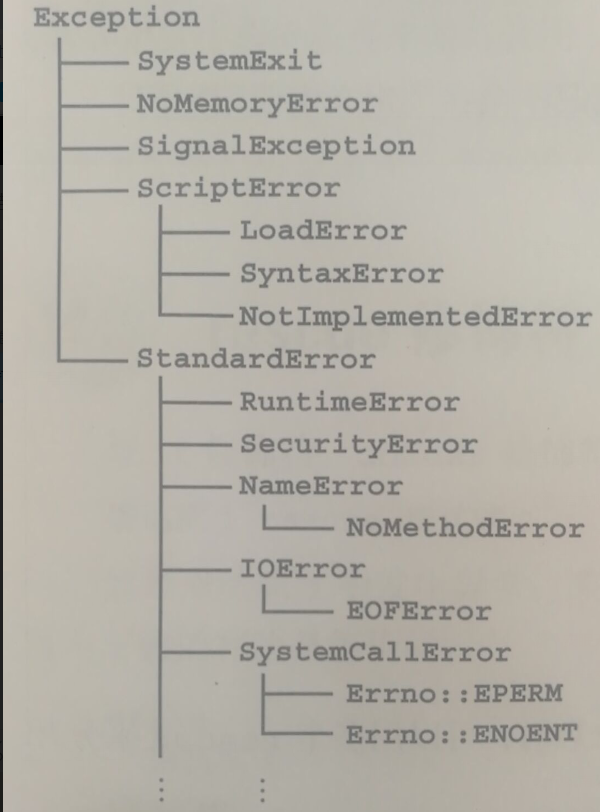 Exception
SystemExit
NoMemoryError
SignalException
ScriptError
LoadError
SyntaxError
NotImplementedError
StandardError
RuntimeError
SecurityError
NameError
NoMethodError
IOError
EOFError
SystemCallError
Errno::EPERM
Errno::ENOENT